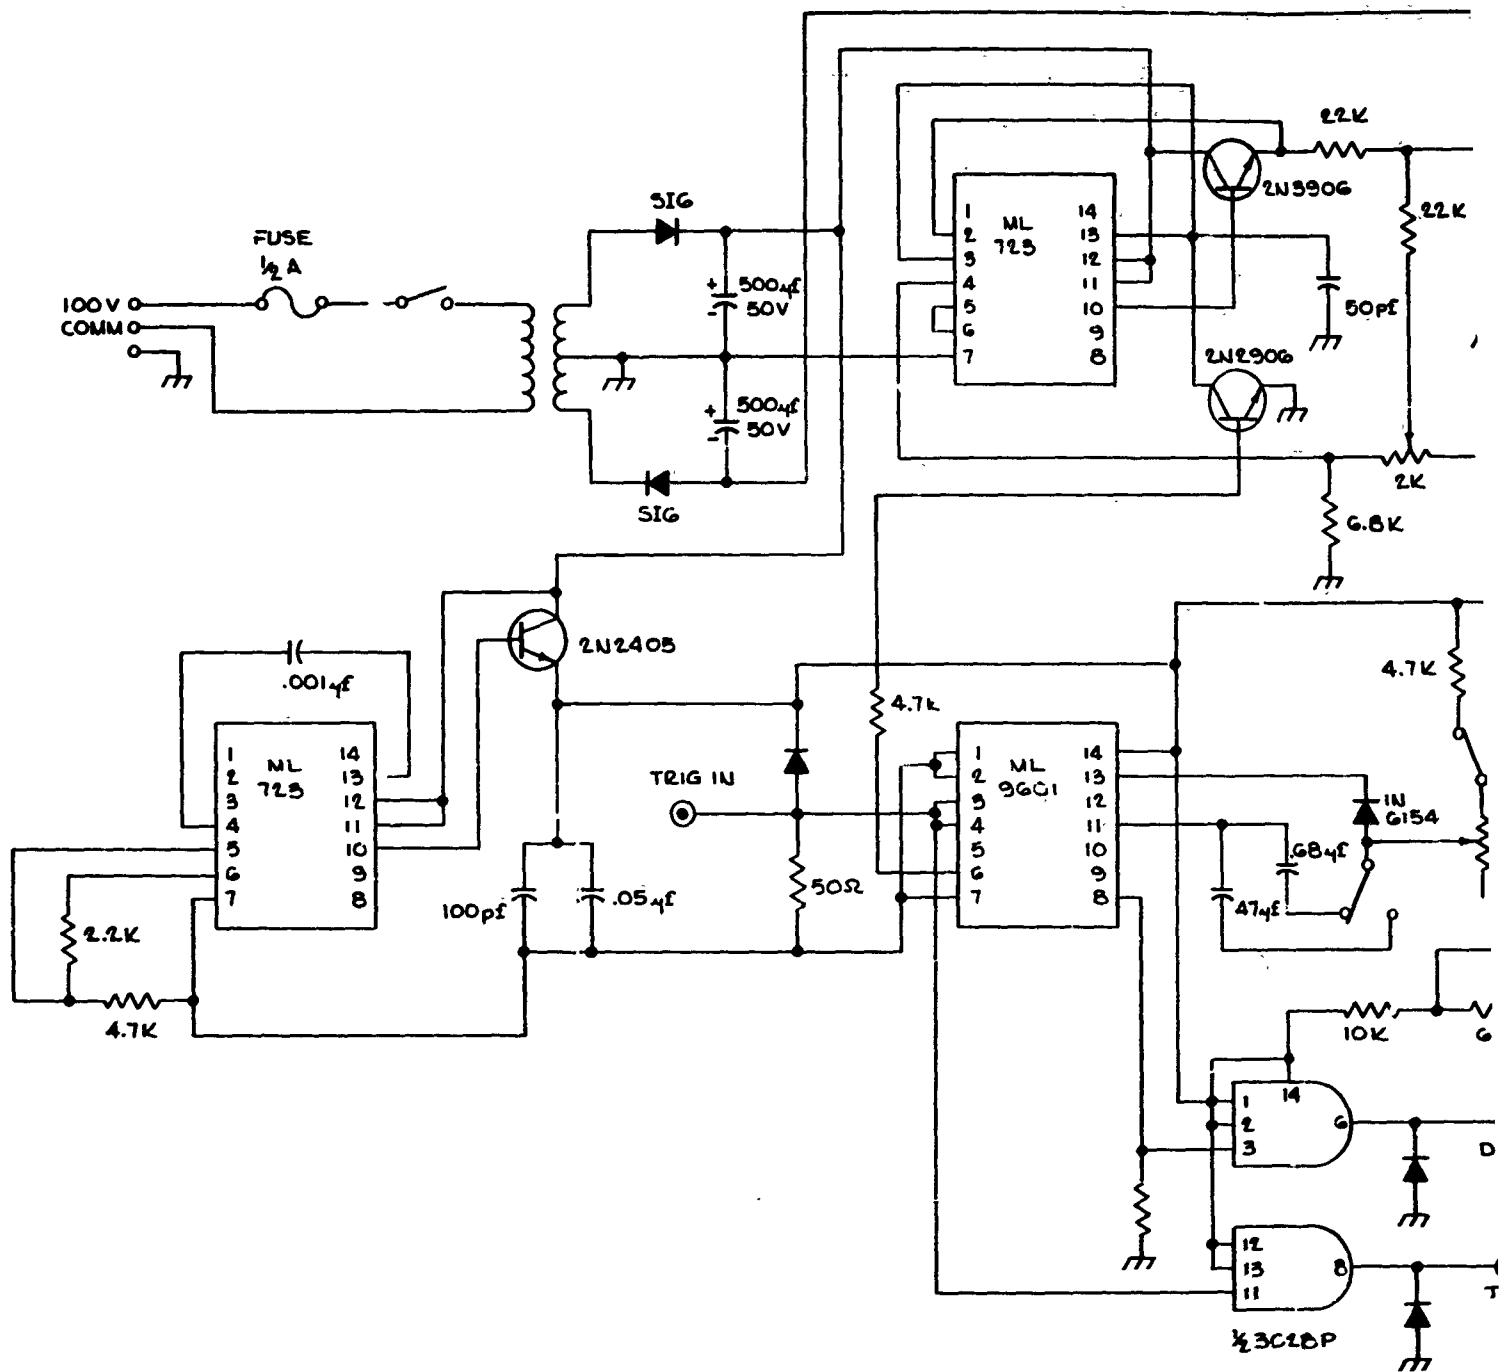 22K
2N3906
SIG
1
2
3
4
5
6
7
ML
723
14
13
12
11
10
9
8
22K
FUSE
½ A
100V
COMM
+
500µf
-
50V
50pf
2N2906
+
500µf
-
50V
SIG
2K
6.8K
2N2405
.001µf
4.7K
4.7K
1
2
3
4
5
6
7
ML
723
14
13
12
11
10
9
8
TRIG IN
1
2
3
4
5
6
7
ML
9601
14
13
12
11
10
9
8
IN
6154
.68µf
100pf
.05µf
50Ω
47µf
2.2K
4.7K
10K
6
14
1
2
3
6
D
12
13
11
8
T
½ 3C2BP